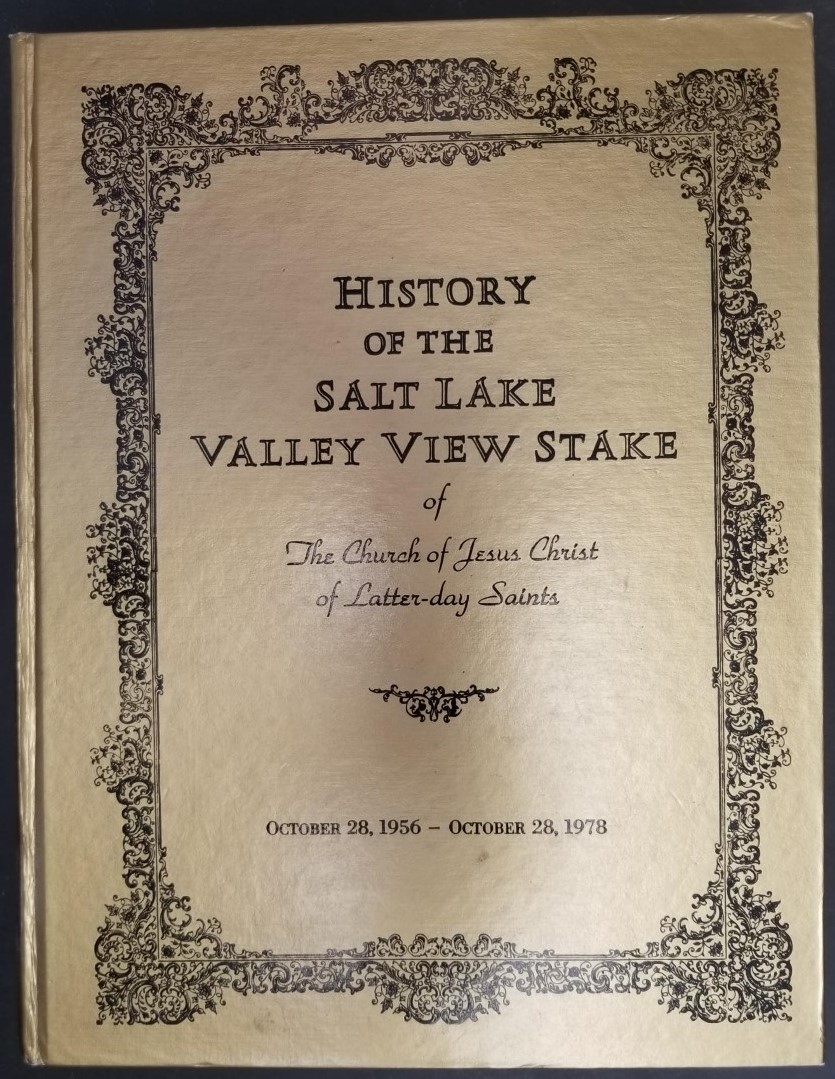 HISTORY
OF THE
SALT LAKE
VALLEY VIEW STAKE
of
The Church of Jesus Christ
of Latter-day Saints
OCTOBER 28, 1956 – OCTOBER 28, 1978